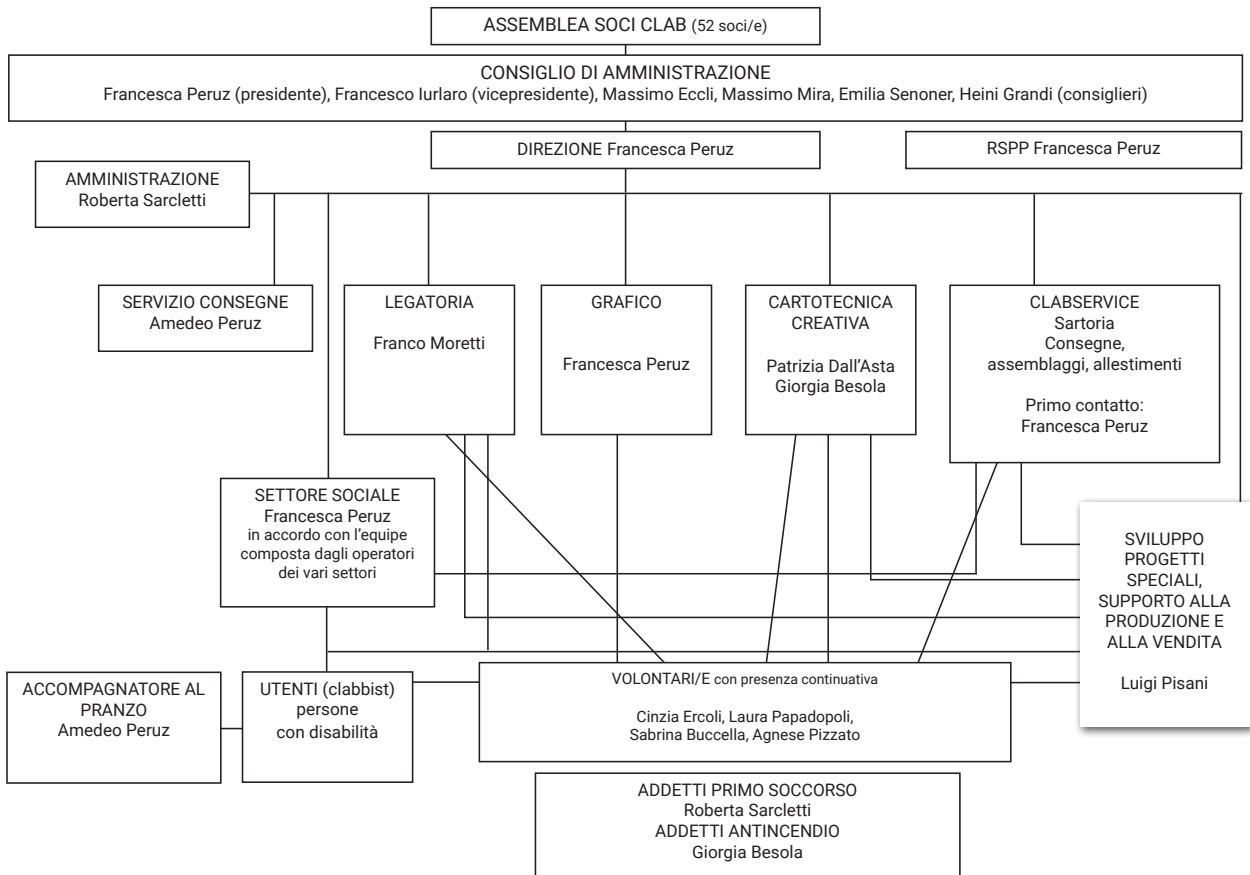 ASSEMBLEA SOCI CLAB (52 soci/e)
CONSIGLIO DI AMMINISTRAZIONE
Francesca Peruz (presidente), Francesco Iurlaro (vicepresidente), Massimo Eccli, Massimo Mira, Emilia Senoner, Heini Grandi (consiglieri)
DIREZIONE Francesca Peruz
RSPP Francesca Peruz
AMMINISTRAZIONE
Roberta Sarcletti
SERVIZIO CONSEGNE
Amedeo Peruz
LEGATORIA
Franco Moretti
GRAFICO
Francesca Peruz
CARTOTECNICA
CREATIVA
Patrizia Dall'Asta
Giorgia Besola
CLABSERVICE
Sartoria
Consegne,
assemblaggi, allestimenti
Primo contatto:
Francesca Peruz
SETTORE SOCIALE
Francesca Peruz
in accordo con l'equipe
composta dagli operatori
dei vari settori
SVILUPPO
PROGETTI
SPECIALI,
SUPPORTO ALLA
PRODUZIONE E
ALLA VENDITA
Luigi Pisani
ACCOMPAGNATORE AL
PRANZO
Amedeo Peruz
UTENTI (clabbist)
persone
con disabilità
VOLONTARI/E con presenza continuativa
Cinzia Ercoli, Laura Papadopoli,
Sabrina Buccella, Agnese Pizzato
ADDETTI PRIMO SOCCORSO
Roberta Sarcletti
ADDETTI ANTINCENDIO
Giorgia Besola